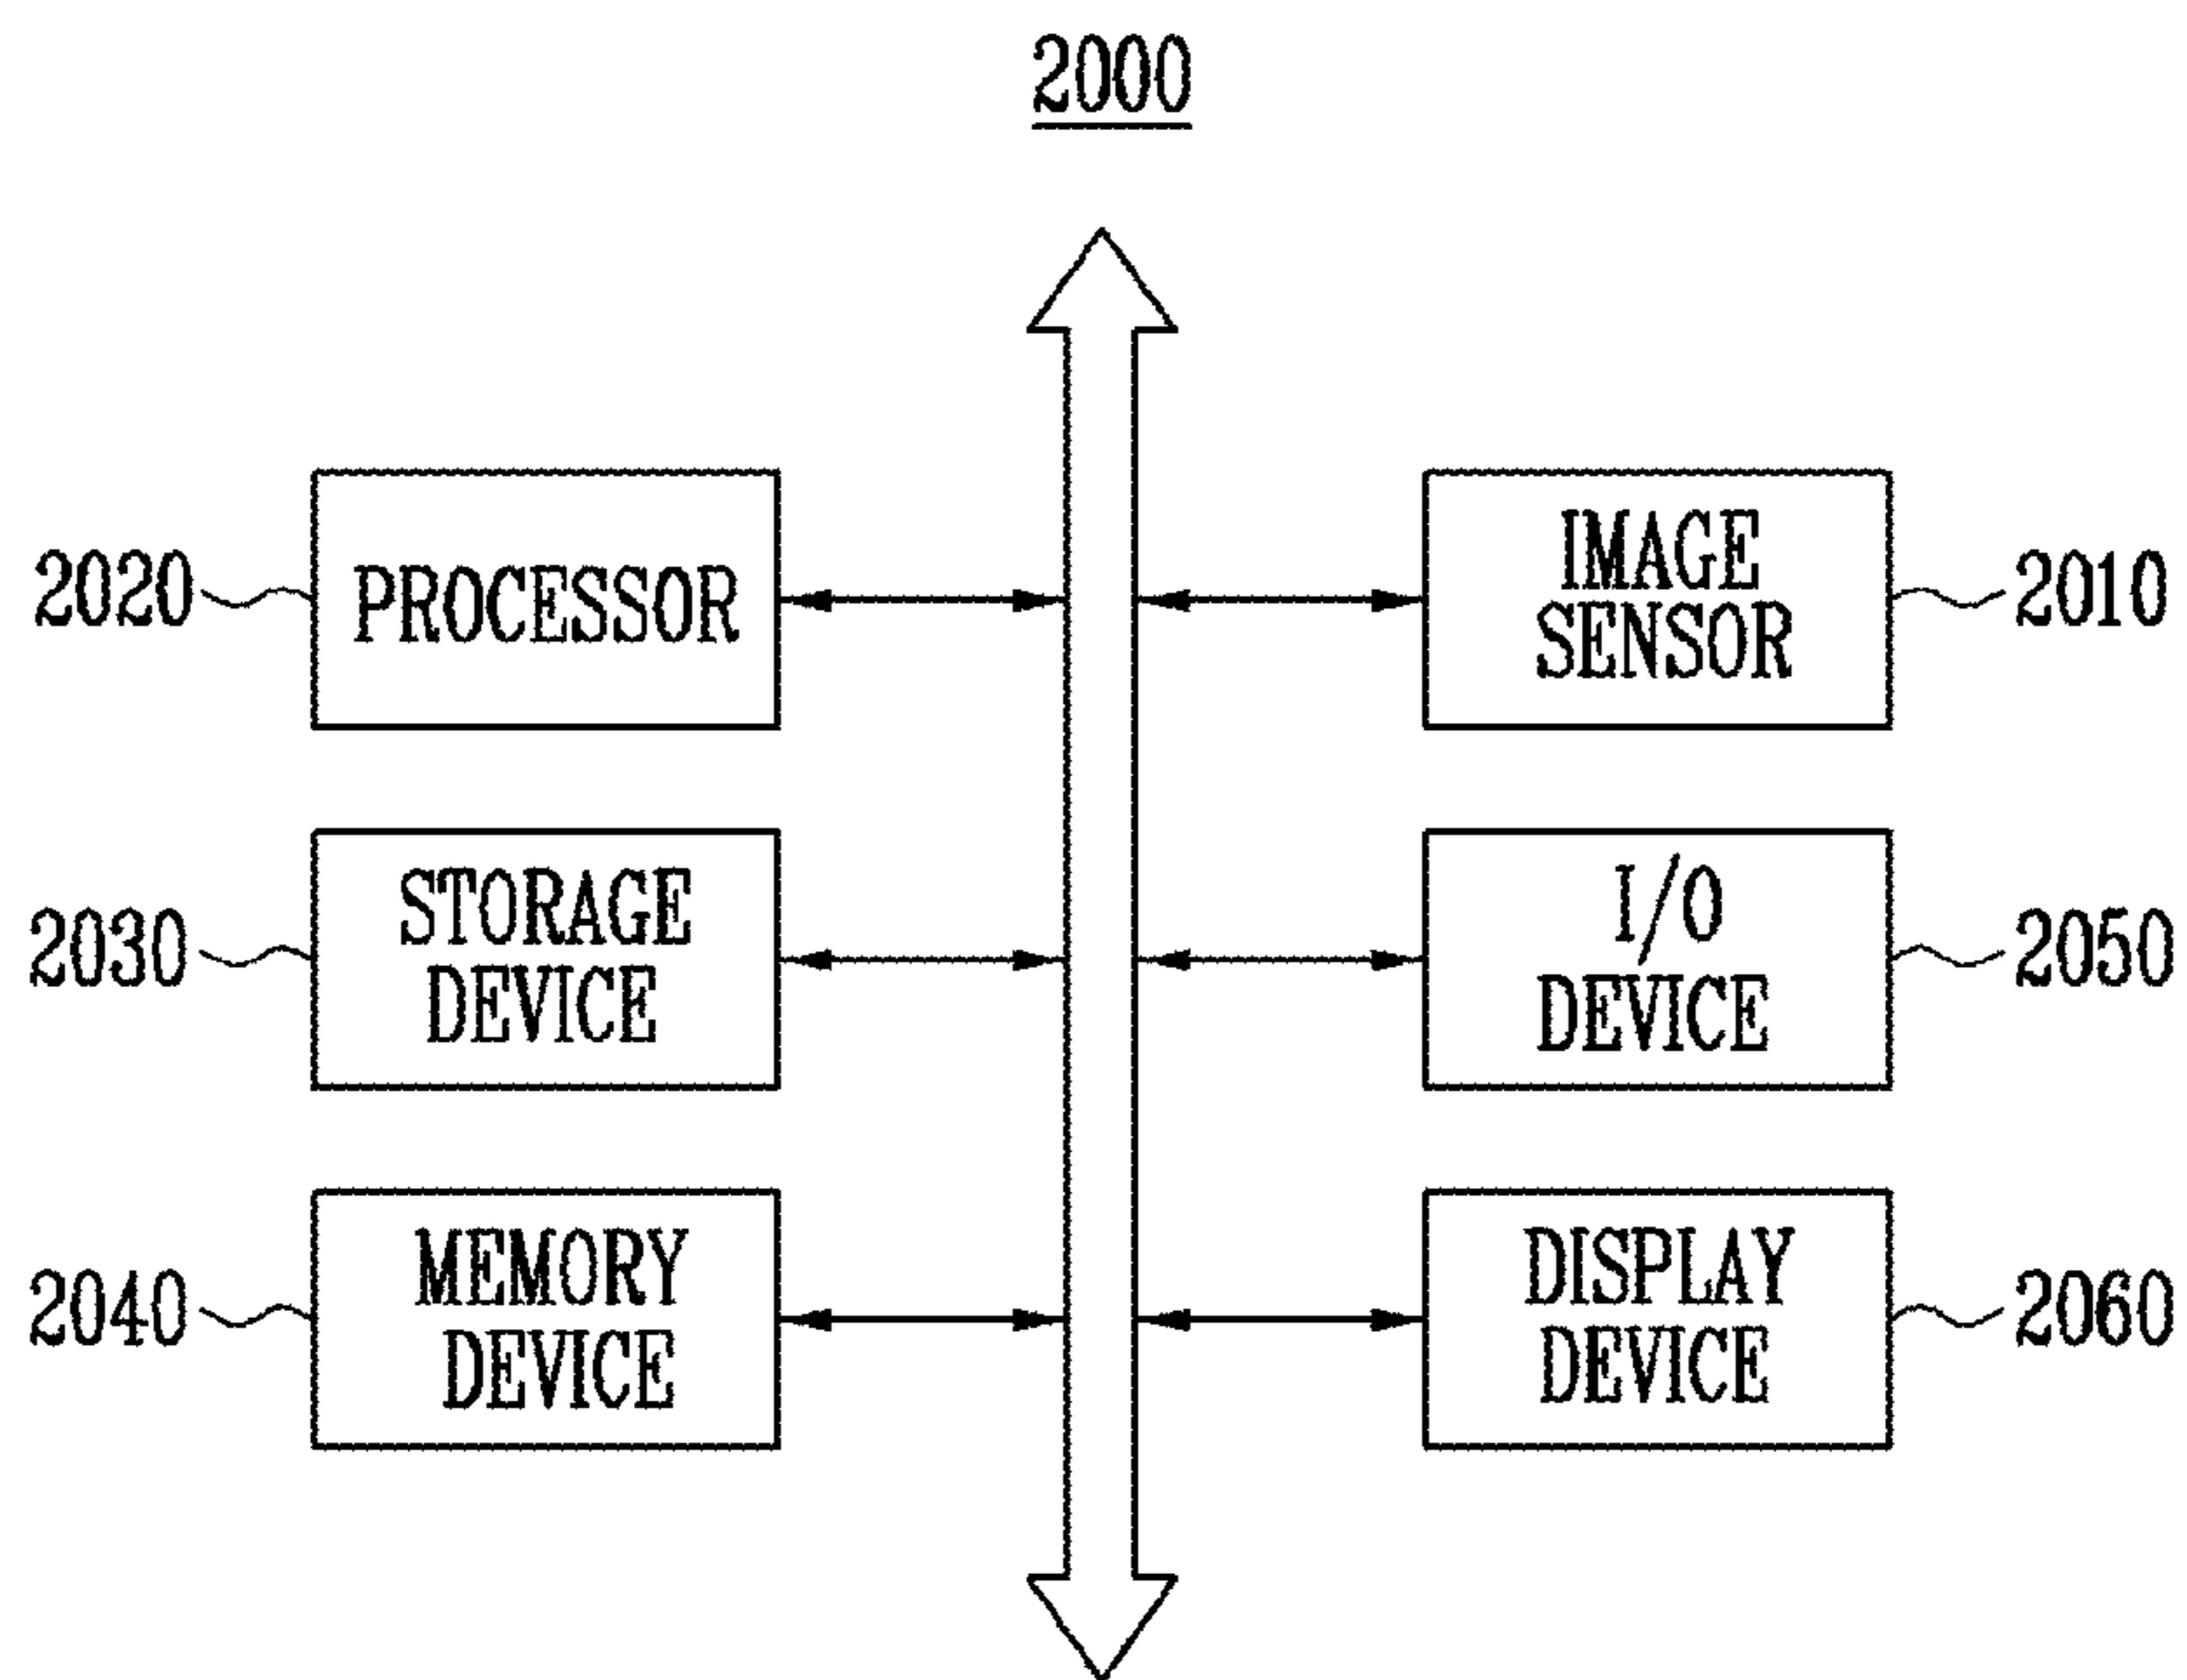 2000
2020
PROCESSOR
IMAGE
SENSOR
2010
2030
STORAGE
DEVICE
I/O
DEVICE
2050
2040
MEMORY
DEVICE
DISPLAY
DEVICE
2060